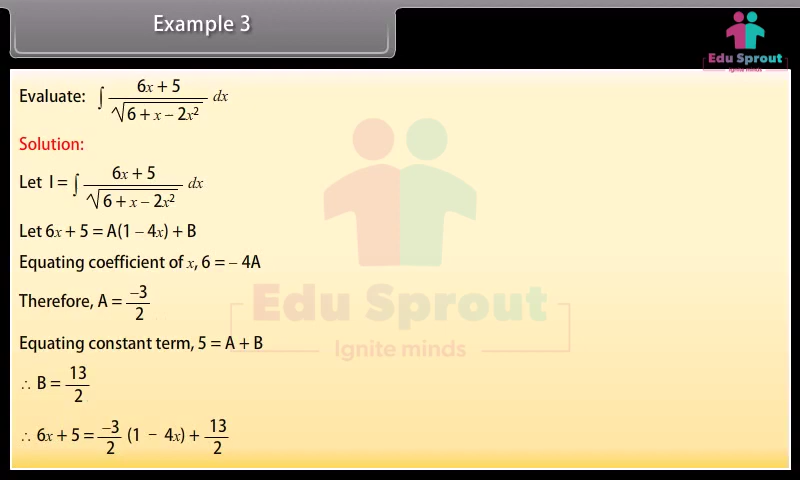 Example 3
Edu Sprout
Ignite minds
Evaluate: ∫ (6x + 5)/√(6 + x – 2x²) dx
Solution:
Let I = ∫ (6x + 5)/√(6 + x – 2x²) dx
Let 6x + 5 = A(1 – 4x) + B
Equating coefficient of x, 6 = – 4A
Therefore, A = –3/2
Edu Sprout
Equating constant term, 5 = A + B
Ignite minds
∴ B = 13/2
∴ 6x + 5 = –3/2 (1 – 4x) + 13/2